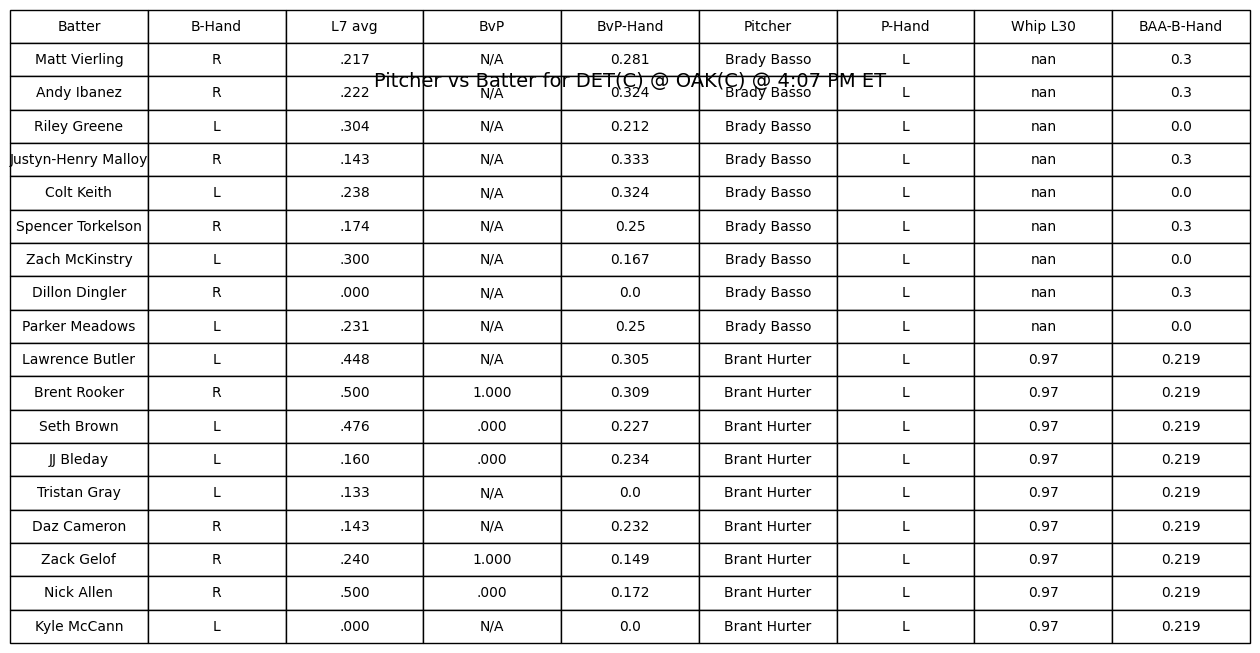 Batter B-Hand L7 avg BvP BvP-Hand Pitcher P-Hand Whip L30 BAA-B-Hand
Matt Vierling R .217 N/A 0.281 Brady Basso L nan 0.3
Pitcher vs Batter for DET(C) @ OAK(C) @ 4:07 PM ET
Andy Ibanez R .222 N/A 0.324 Brady Basso L nan 0.3
Riley Greene L .304 N/A 0.212 Brady Basso L nan 0.0
Justyn-Henry Malloy R .143 N/A 0.333 Brady Basso L nan 0.3
Colt Keith L .238 N/A 0.324 Brady Basso L nan 0.0
Spencer Torkelson R .174 N/A 0.25 Brady Basso L nan 0.3
Zach McKinstry L .300 N/A 0.167 Brady Basso L nan 0.0
Dillon Dingler R .000 N/A 0.0 Brady Basso L nan 0.3
Parker Meadows L .231 N/A 0.25 Brady Basso L nan 0.0
Lawrence Butler L .448 N/A 0.305 Brant Hurter L 0.97 0.219
Brent Rooker R .500 1.000 0.309 Brant Hurter L 0.97 0.219
Seth Brown L .476 .000 0.227 Brant Hurter L 0.97 0.219
JJ Bleday L .160 .000 0.234 Brant Hurter L 0.97 0.219
Tristan Gray L .133 N/A 0.0 Brant Hurter L 0.97 0.219
Daz Cameron R .143 N/A 0.232 Brant Hurter L 0.97 0.219
Zack Gelof R .240 1.000 0.149 Brant Hurter L 0.97 0.219
Nick Allen R .500 .000 0.172 Brant Hurter L 0.97 0.219
Kyle McCann L .000 N/A 0.0 Brant Hurter L 0.97 0.219